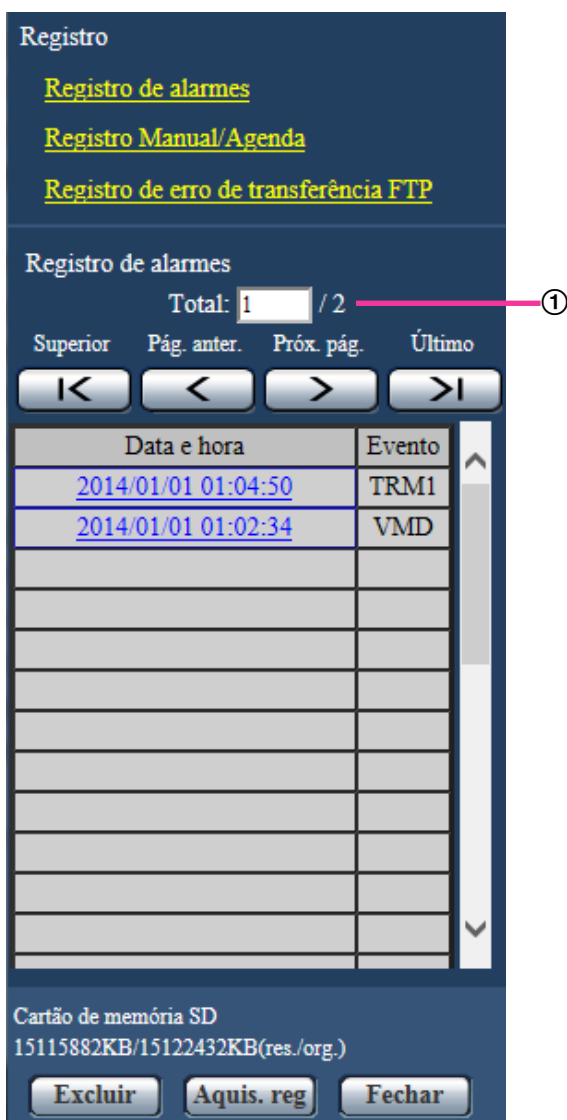 Registro
Registro de alarmes
Registro Manual/Agenda
Registro de erro de transferência FTP
Registro de alarmes
Total: 1 / 2 ①
Superior Pág. anter. Próx. pág. Último
Data e hora Evento
2014/01/01 01:04:50 TRM1
2014/01/01 01:02:34 VMD
Cartão de memória SD
15115882KB/15122432KB(res./org.)
Excluir Aquis. reg Fechar